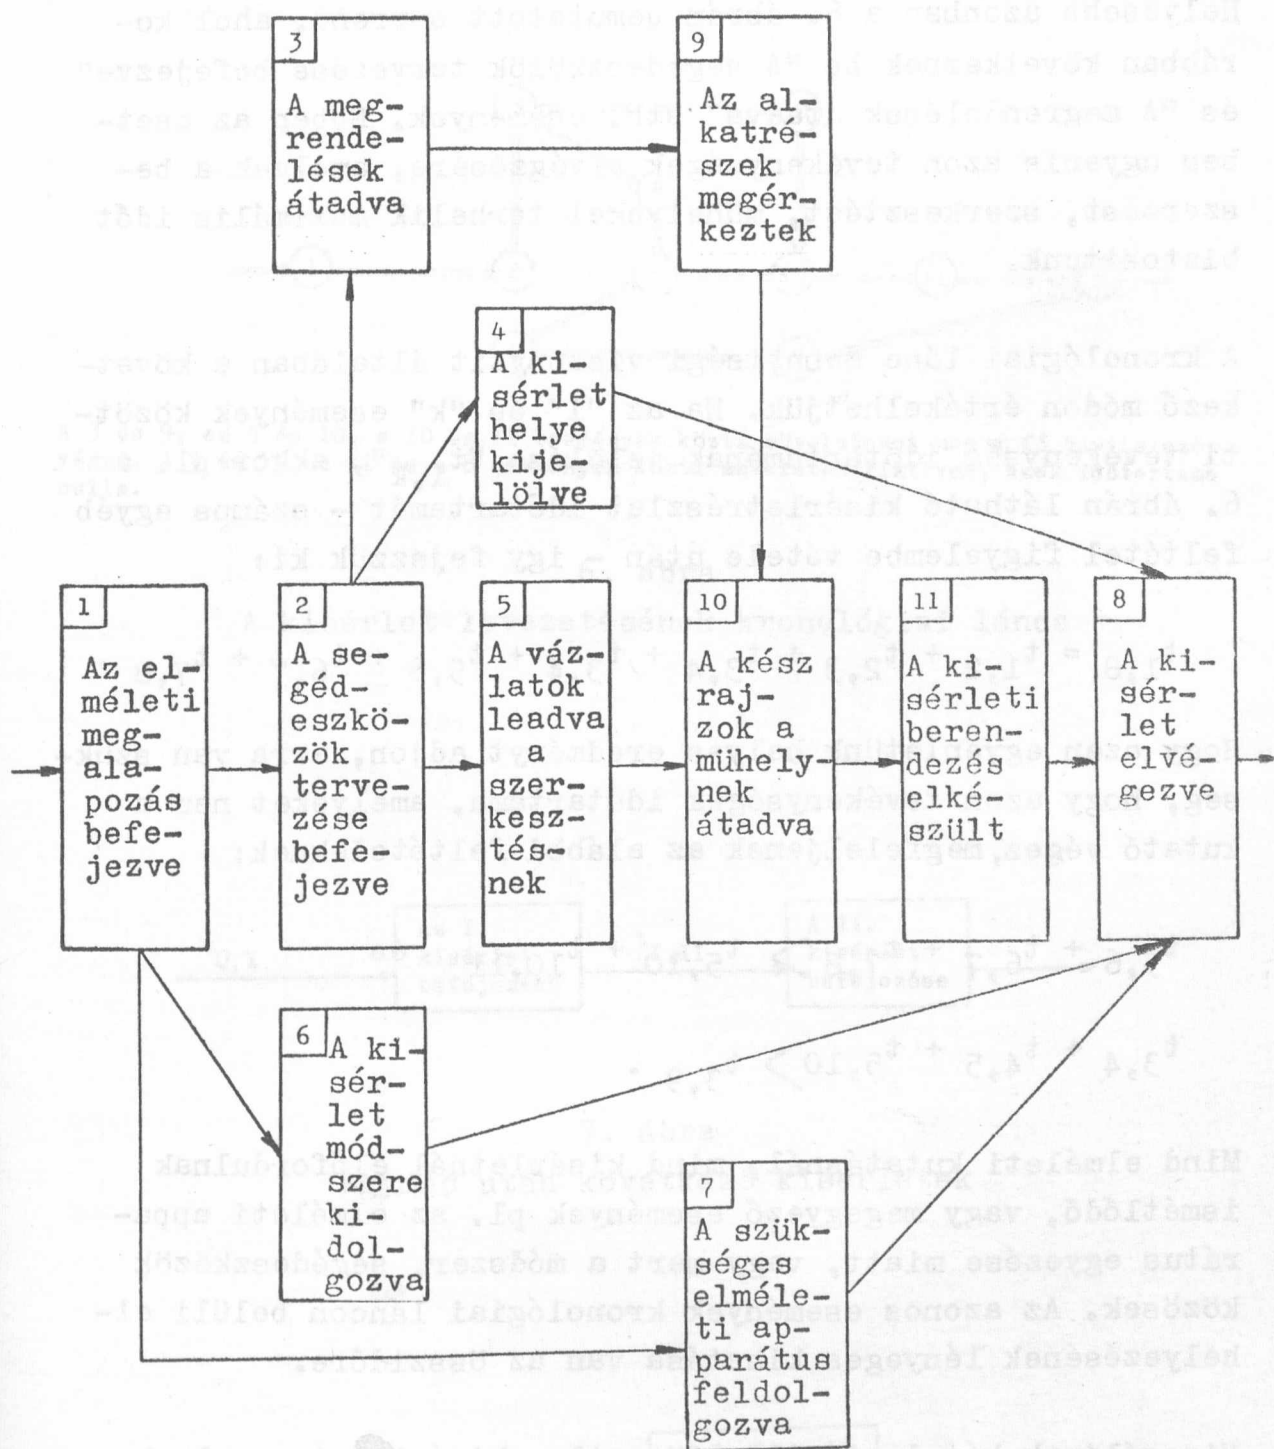 3
A meg-
rende-
lések
átadva
9
Az al-
katré-
szek
megér-
keztek
4
A ki-
sérlet
helye
kije-
lölve
1
Az el-
méleti
meg-
ala-
pozás
befe-
jezve
2
A se-
géd-
eszkö-
zök
terve-
zése
befe-
jezve
5
A váz-
latok
leadva
a
szer-
kesz-
tés-
nek
10
A kész
raj-
zok a
műhely-
nek
átadva
11
A ki-
sérleti
beren-
dezés
elké-
szült
8
A ki-
sér-
let
elvé-
gezve
6
A ki-
sér-
let
mód-
szere
ki-
dol-
gozva
7
A szük-
séges
elméle-
ti ap-
parátus
feldol-
gozva